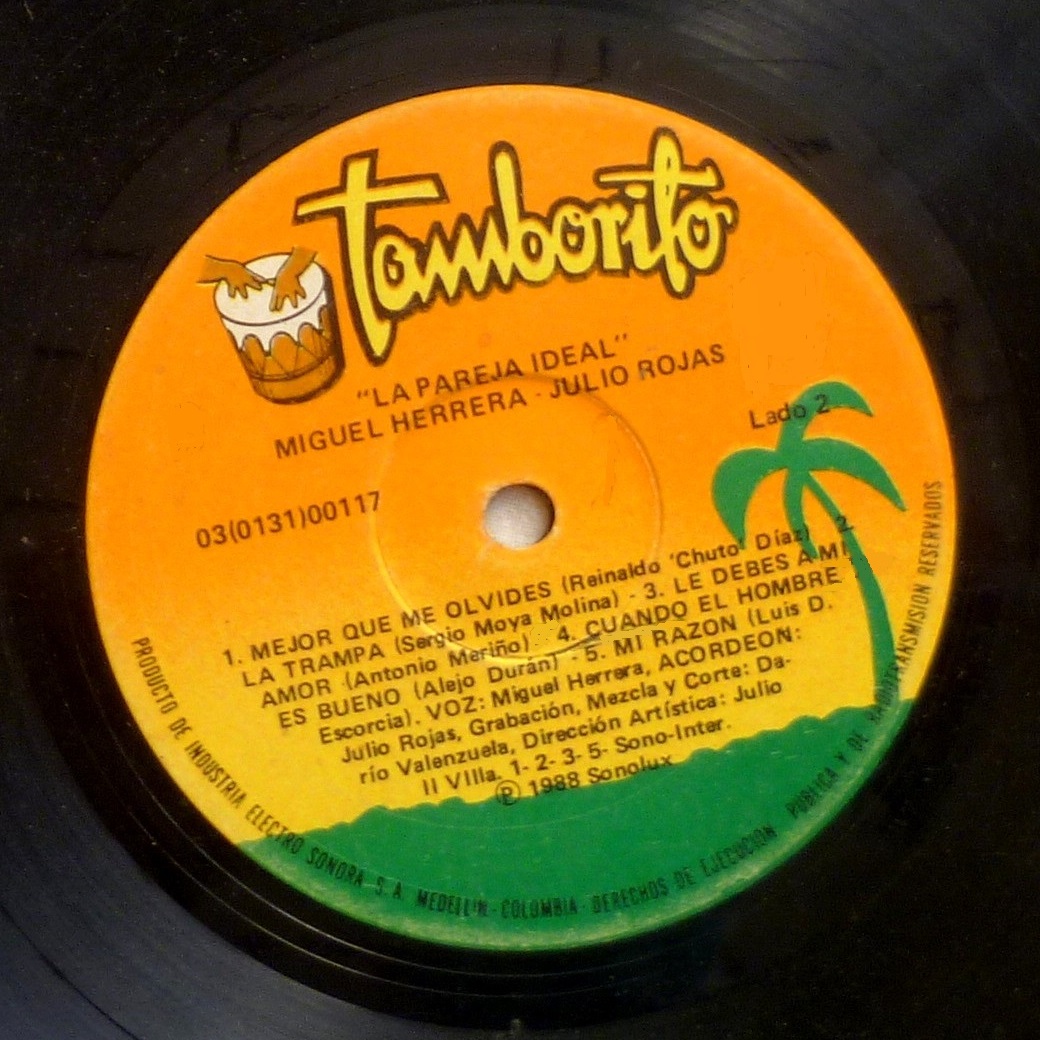 Tamborito
"LA PAREJA IDEAL"
MIGUEL HERRERA - JULIO ROJAS
Lado 2
03(0131)00117
1. MEJOR QUE ME OLVIDES (Reinaldo 'Chuto' Díaz) 2.
LA TRAMPA (Sergio Moya Molina) - 3. LE DEBES A MI
AMOR (Antonio Meriño) - 4. CUANDO EL HOMBRE
ES BUENO (Alejo Durán) - 5. MI RAZON (Luis D.
Escorcia). VOZ: Miguel Herrera, ACORDEON:
Julio Rojas, Grabación, Mezcla y Corte: Da-
río Valenzuela, Dirección Artística: Julio
II VIIIa. 1- 2- 3- 5- Sono-Inter.
Ⓟ 1988 Sonolux
PRODUCTO DE INDUSTRIA ELECTRO SONORA S.A. MEDELLIN - COLOMBIA - DERECHOS DE EJECUCION PUBLICA Y DE RADIOTRANSMISION RESERVADOS